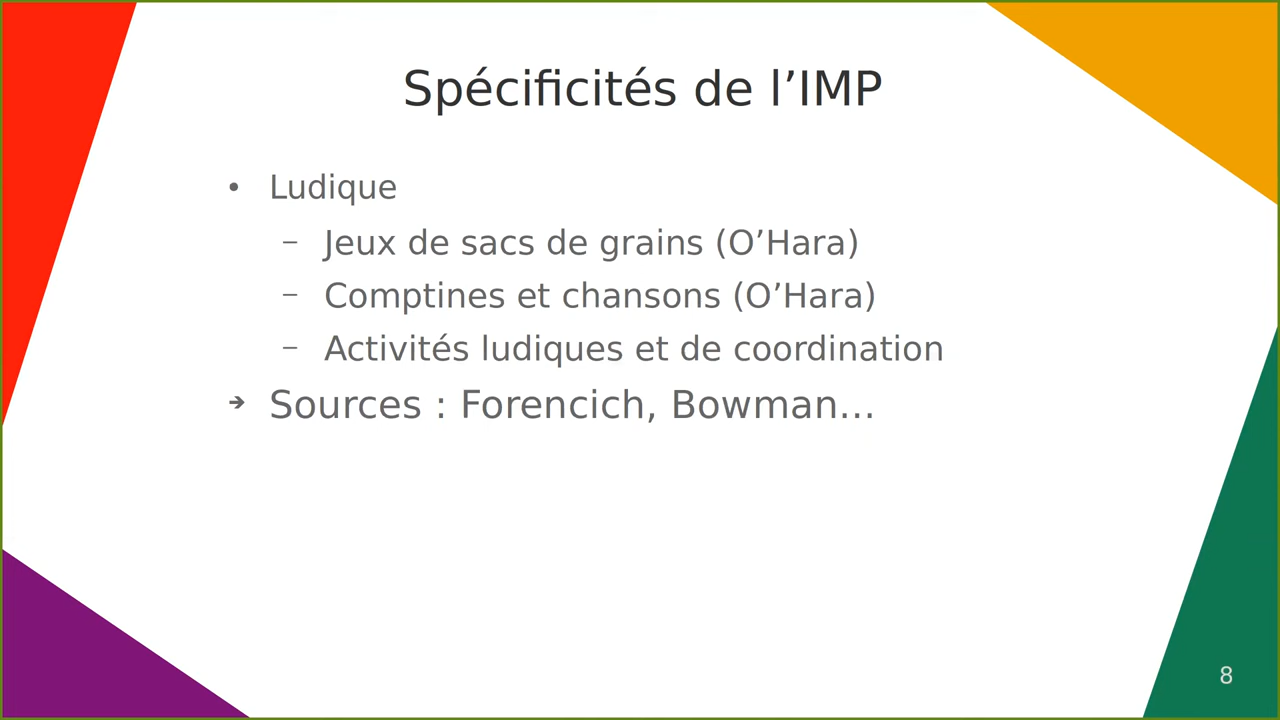 Spécificités de l’IMP
• Ludique
– Jeux de sacs de grains (O’Hara)
– Comptines et chansons (O’Hara)
– Activités ludiques et de coordination
➔ Sources : Forencich, Bowman...
8